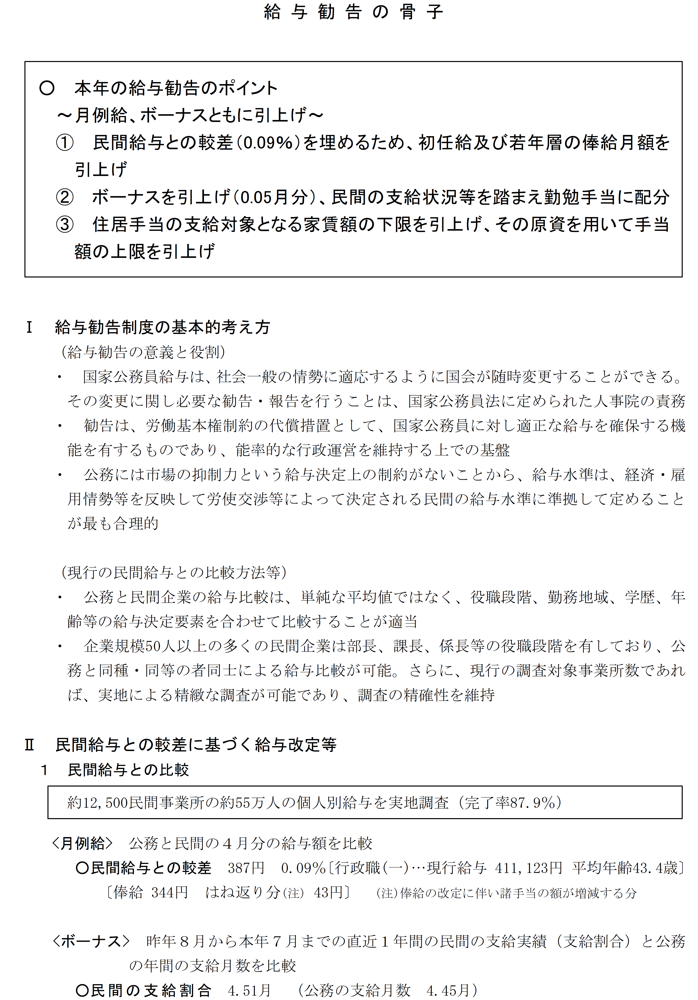 給与勧告の骨子
〇　本年の給与勧告のポイント
～月例給、ボーナスともに引上げ～
①　民間給与との較差（0.09％）を埋めるため、初任給及び若年層の俸給月額を
引上げ
②　ボーナスを引上げ（0.05月分）、民間の支給状況等を踏まえ勤勉手当に配分
③　住居手当の支給対象となる家賃額の下限を引上げ、その原資を用いて手当
額の上限を引上げ
Ⅰ　給与勧告制度の基本的考え方
（給与勧告の意義と役割）
・　国家公務員給与は、社会一般の情勢に適応するように国会が随時変更することができる。
その変更に関し必要な勧告・報告を行うことは、国家公務員法に定められた人事院の責務
・　勧告は、労働基本権制約の代償措置として、国家公務員に対し適正な給与を確保する機
能を有するものであり、能率的な行政運営を維持する上での基盤
・　公務には市場の抑制力という給与決定上の制約がないことから、給与水準は、経済・雇
用情勢等を反映して労使交渉等によって決定される民間の給与水準に準拠して定めること
が最も合理的
（現行の民間給与との比較方法等）
・　公務と民間企業の給与比較は、単純な平均値ではなく、役職段階、勤務地域、学歴、年
齢等の給与決定要素を合わせて比較することが適当
・　企業規模50人以上の多くの民間企業は部長、課長、係長等の役職段階を有しており、公
務と同種・同等の者同士による給与比較が可能。さらに、現行の調査対象事業所数であれ
ば、実地による精緻な調査が可能であり、調査の精確性を維持
Ⅱ　民間給与との較差に基づく給与改定等
１　民間給与との比較
約12,500民間事業所の約55万人の個人別給与を実地調査（完了率87.9％）
<月例給>　公務と民間の４月分の給与額を比較
〇民間給与との較差　387円　0.09％〔行政職(一)…現行給与 411,123円 平均年齢43.4歳〕
〔俸給 344円　はね返り分(注) 43円〕　(注)俸給の改定に伴い諸手当の額が増減する分
<ボーナス>　昨年８月から本年７月までの直近１年間の民間の支給実績（支給割合）と公務
の年間の支給月数を比較
〇民間の支給割合　4.51月　（公務の支給月数　4.45月）